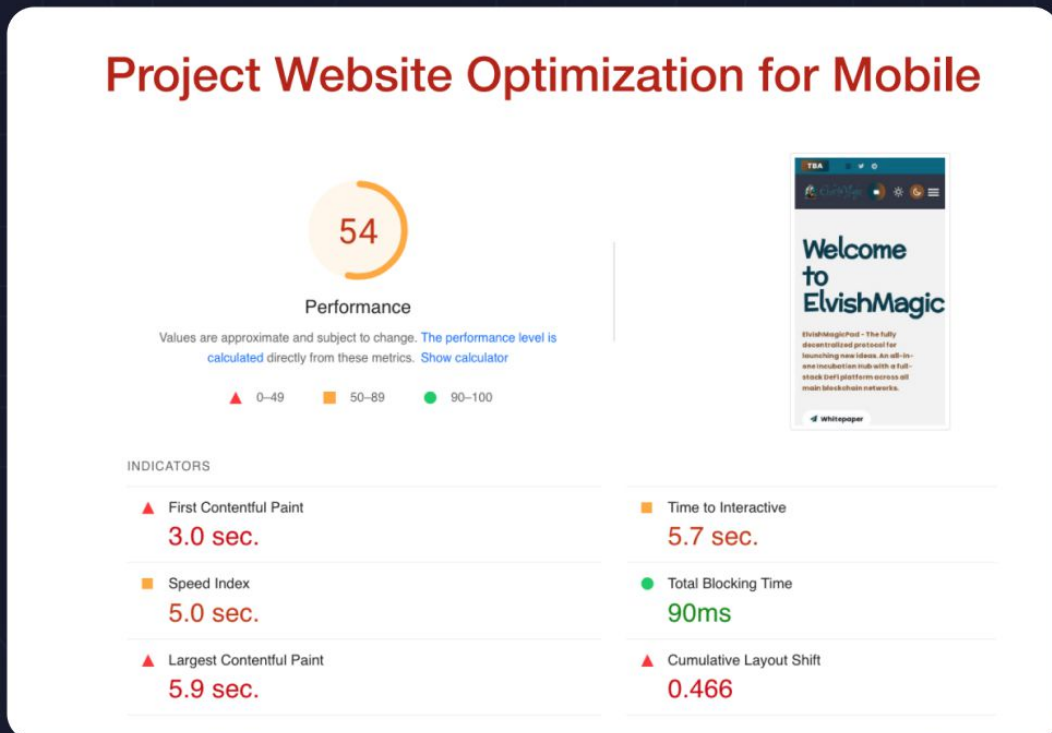 Project Website Optimization for Mobile
54
Performance
Values are approximate and subject to change. The performance level is
calculated directly from these metrics. Show calculator
0–49
50–89
90–100
TBA
Welcome
to
ElvishMagic
ElvishMagicPad - The fully
decentralized protocol for
launching new ideas. An all-in-
one Incubation Hub with a full-
stack DeFi platform across all
main blockchain networks.
Whitepaper
INDICATORS
First Contentful Paint
3.0 sec.
Time to Interactive
5.7 sec.
Speed Index
5.0 sec.
Total Blocking Time
90ms
Largest Contentful Paint
5.9 sec.
Cumulative Layout Shift
0.466